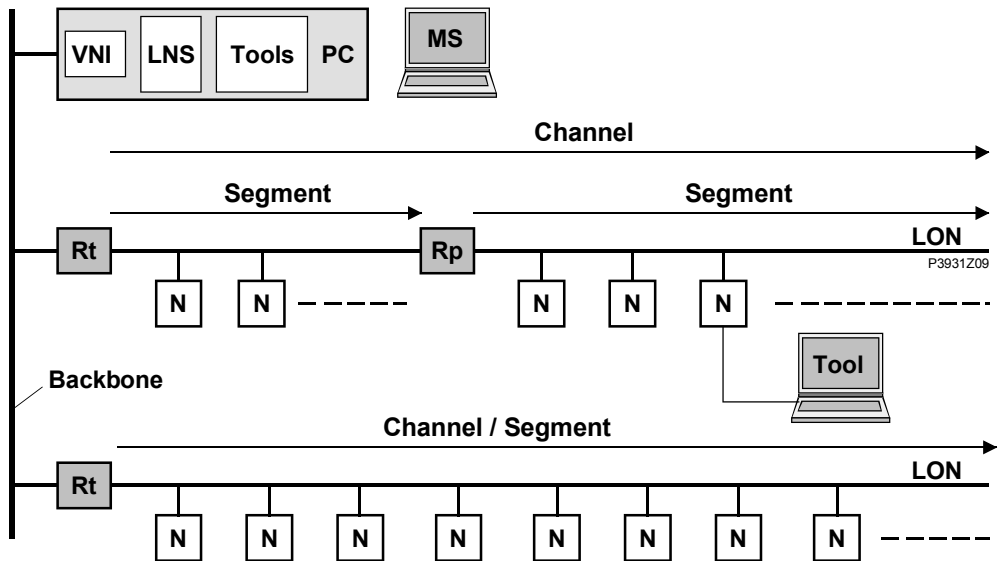 VNI LNS Tools PC MS
Channel
Segment Segment
Rt Rp LON
P3931Z09
N N N N N
Tool
Backbone
Channel / Segment
Rt LON
N N N N N N N N